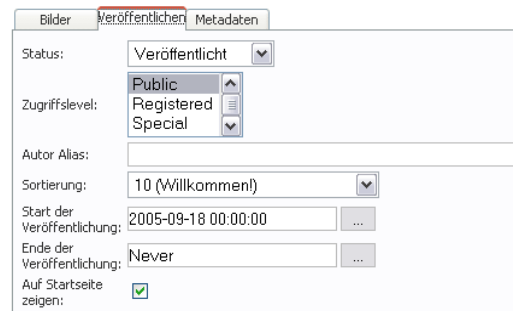 Bilder Veröffentlichen Metadaten
Status: Veröffentlicht
Zugriffslevel: Public
Registered
Special
Autor Alias:
Sortierung: 10 (Willkommen!)
Start der
Veröffentlichung: 2005-09-18 00:00:00 ...
Ende der
Veröffentlichung: Never ...
Auf Startseite
zeigen: